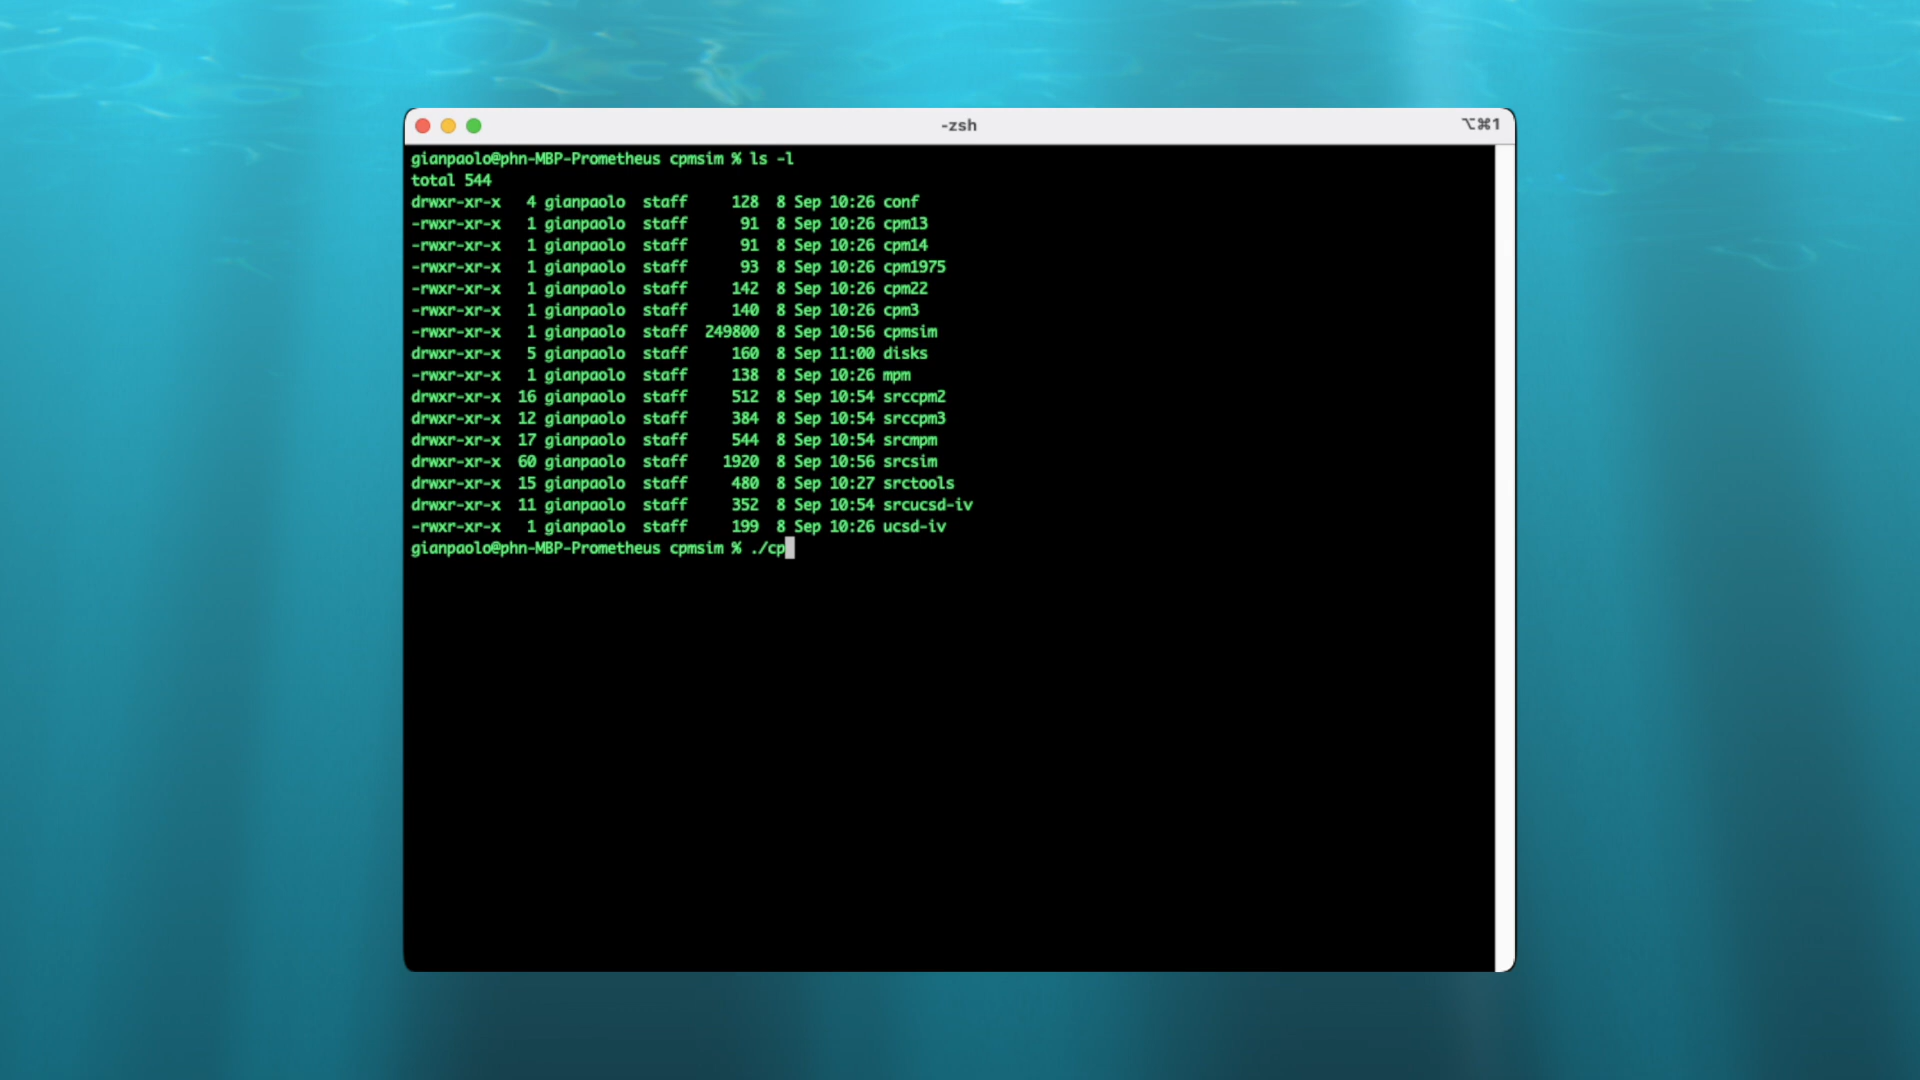 -zsh
⌥⌘1
gianpaolo@phn-MBP-Prometheus cpmsim % ls -l
total 544
drwxr-xr-x   4 gianpaolo  staff     128  8 Sep 10:26 conf
-rwxr-xr-x   1 gianpaolo  staff      91  8 Sep 10:26 cpm13
-rwxr-xr-x   1 gianpaolo  staff      91  8 Sep 10:26 cpm14
-rwxr-xr-x   1 gianpaolo  staff      93  8 Sep 10:26 cpm1975
-rwxr-xr-x   1 gianpaolo  staff     142  8 Sep 10:26 cpm22
-rwxr-xr-x   1 gianpaolo  staff     140  8 Sep 10:26 cpm3
-rwxr-xr-x   1 gianpaolo  staff  249800  8 Sep 10:56 cpmsim
drwxr-xr-x   5 gianpaolo  staff     160  8 Sep 11:00 disks
-rwxr-xr-x   1 gianpaolo  staff     138  8 Sep 10:26 mpm
drwxr-xr-x  16 gianpaolo  staff     512  8 Sep 10:54 srccpm2
drwxr-xr-x  12 gianpaolo  staff     384  8 Sep 10:54 srccpm3
drwxr-xr-x  17 gianpaolo  staff     544  8 Sep 10:54 srcmpm
drwxr-xr-x  60 gianpaolo  staff    1920  8 Sep 10:56 srcsim
drwxr-xr-x  15 gianpaolo  staff     480  8 Sep 10:27 srctools
drwxr-xr-x  11 gianpaolo  staff     352  8 Sep 10:54 srcucsd-iv
-rwxr-xr-x   1 gianpaolo  staff     199  8 Sep 10:26 ucsd-iv
gianpaolo@phn-MBP-Prometheus cpmsim % ./cp